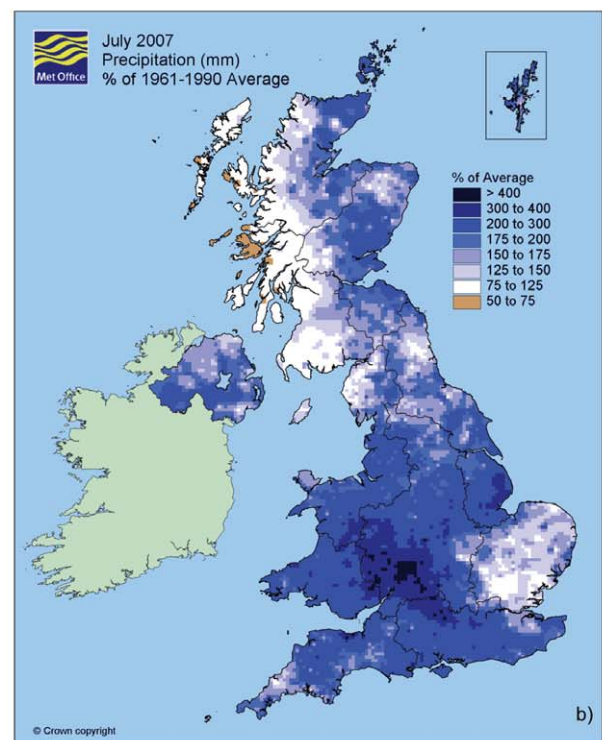 Met Office
July 2007
Precipitation (mm)
% of 1961-1990 Average
% of Average
> 400
300 to 400
200 to 300
175 to 200
150 to 175
125 to 150
75 to 125
50 to 75
© Crown copyright
b)